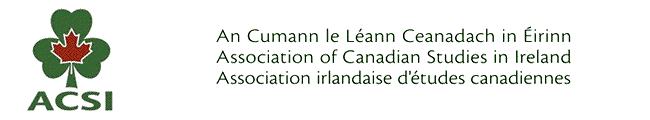 An Cumann le Léann Ceanadach in Éirinn
Association of Canadian Studies in Ireland
Association irlandaise d'études canadiennes
ACSI